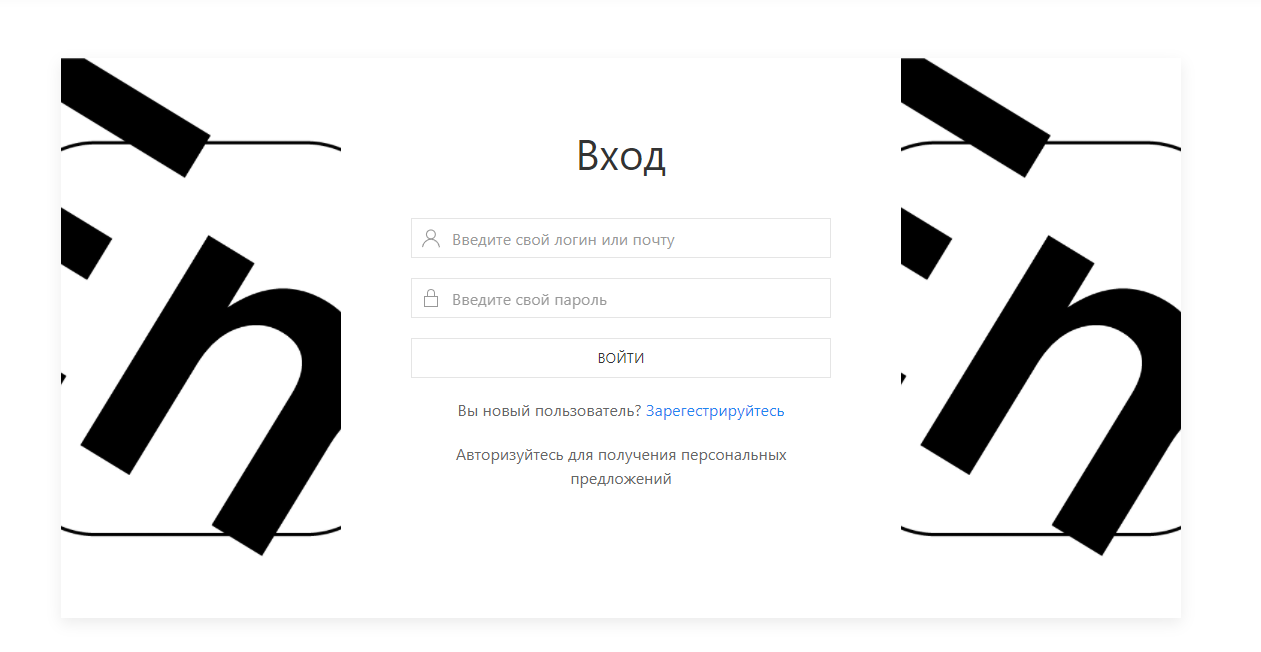 Вход
Введите свой логин или почту
Введите свой пароль
ВОЙТИ
Вы новый пользователь? Зарегестрируйтесь
Авторизуйтесь для получения персональных
предложений